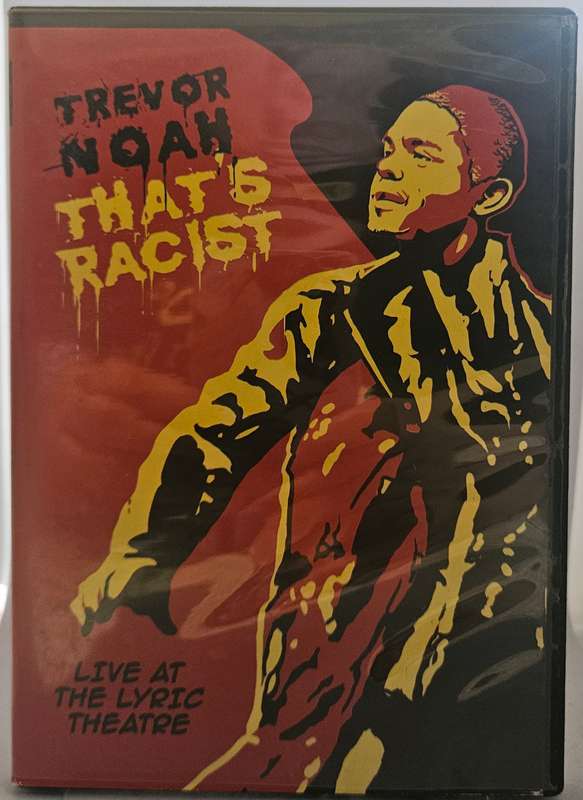 TREVOR
NOAH
THAT'S
RACIST
LIVE AT
THE LYRIC
THEATRE